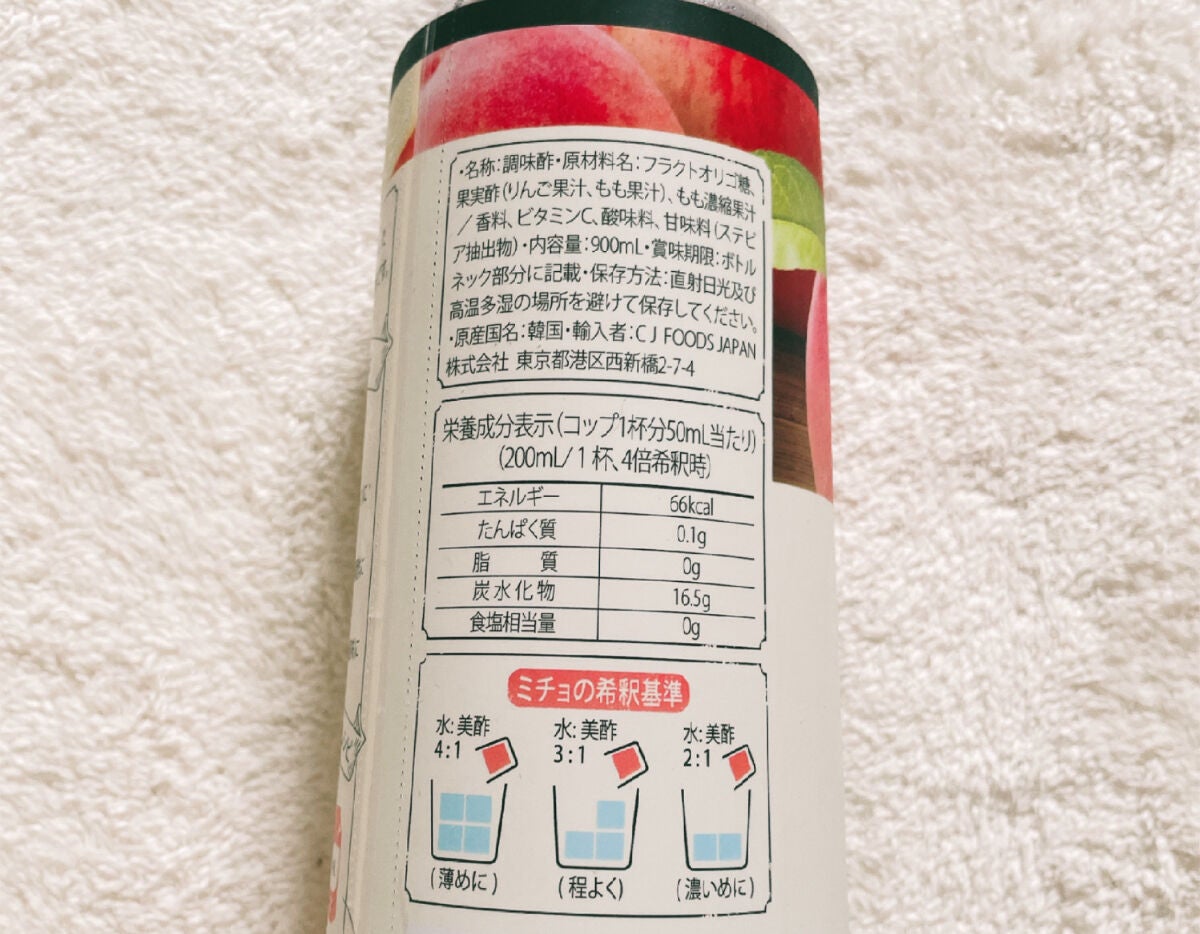 ・名称：調味酢・原材料名：フラクトオリゴ糖、
果実酢（りんご果汁、もも果汁）、もも濃縮果汁
／香料、ビタミンC、酸味料、甘味料（ステビ
ア抽出物）・内容量：900mL・賞味期限：ボトル
ネック部分に記載・保存方法：直射日光及び
高温多湿の場所を避けて保存してください。
・原産国名：韓国・輸入者：CJ FOODS JAPAN
株式会社 東京都港区西新橋2-7-4
栄養成分表示（コップ1杯分50mL当たり）
（200mL/1杯、4倍希釈時）
エネルギー 66kcal
たんぱく質 0.1g
脂質 0g
炭水化物 16.5g
食塩相当量 0g
ミチョの希釈基準
水：美酢 水：美酢 水：美酢
4：1 3：1 2：1
（薄めに） （程よく） （濃いめに）